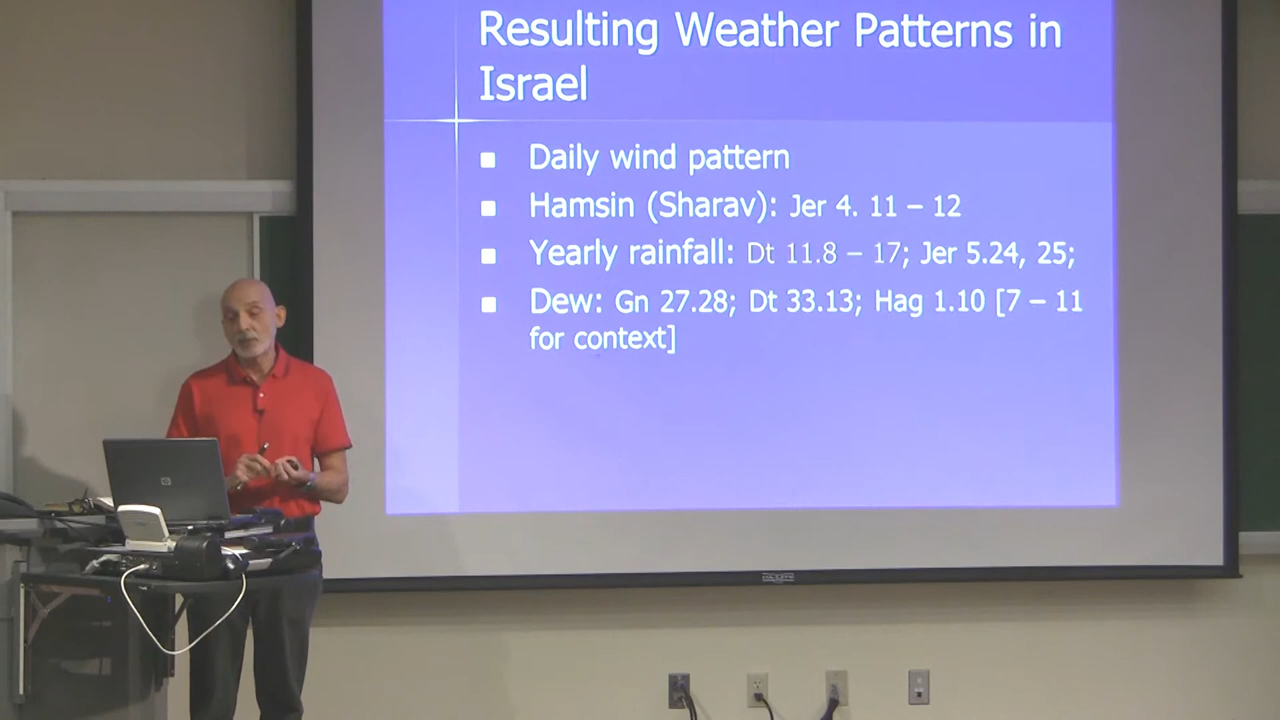 Resulting Weather Patterns in
Israel
Daily wind pattern
Hamsin (Sharav): Jer 4. 11 – 12
Yearly rainfall: Dt 11.8 – 17; Jer 5.24, 25;
Dew: Gn 27.28; Dt 33.13; Hag 1.10 [7 – 11
for context]